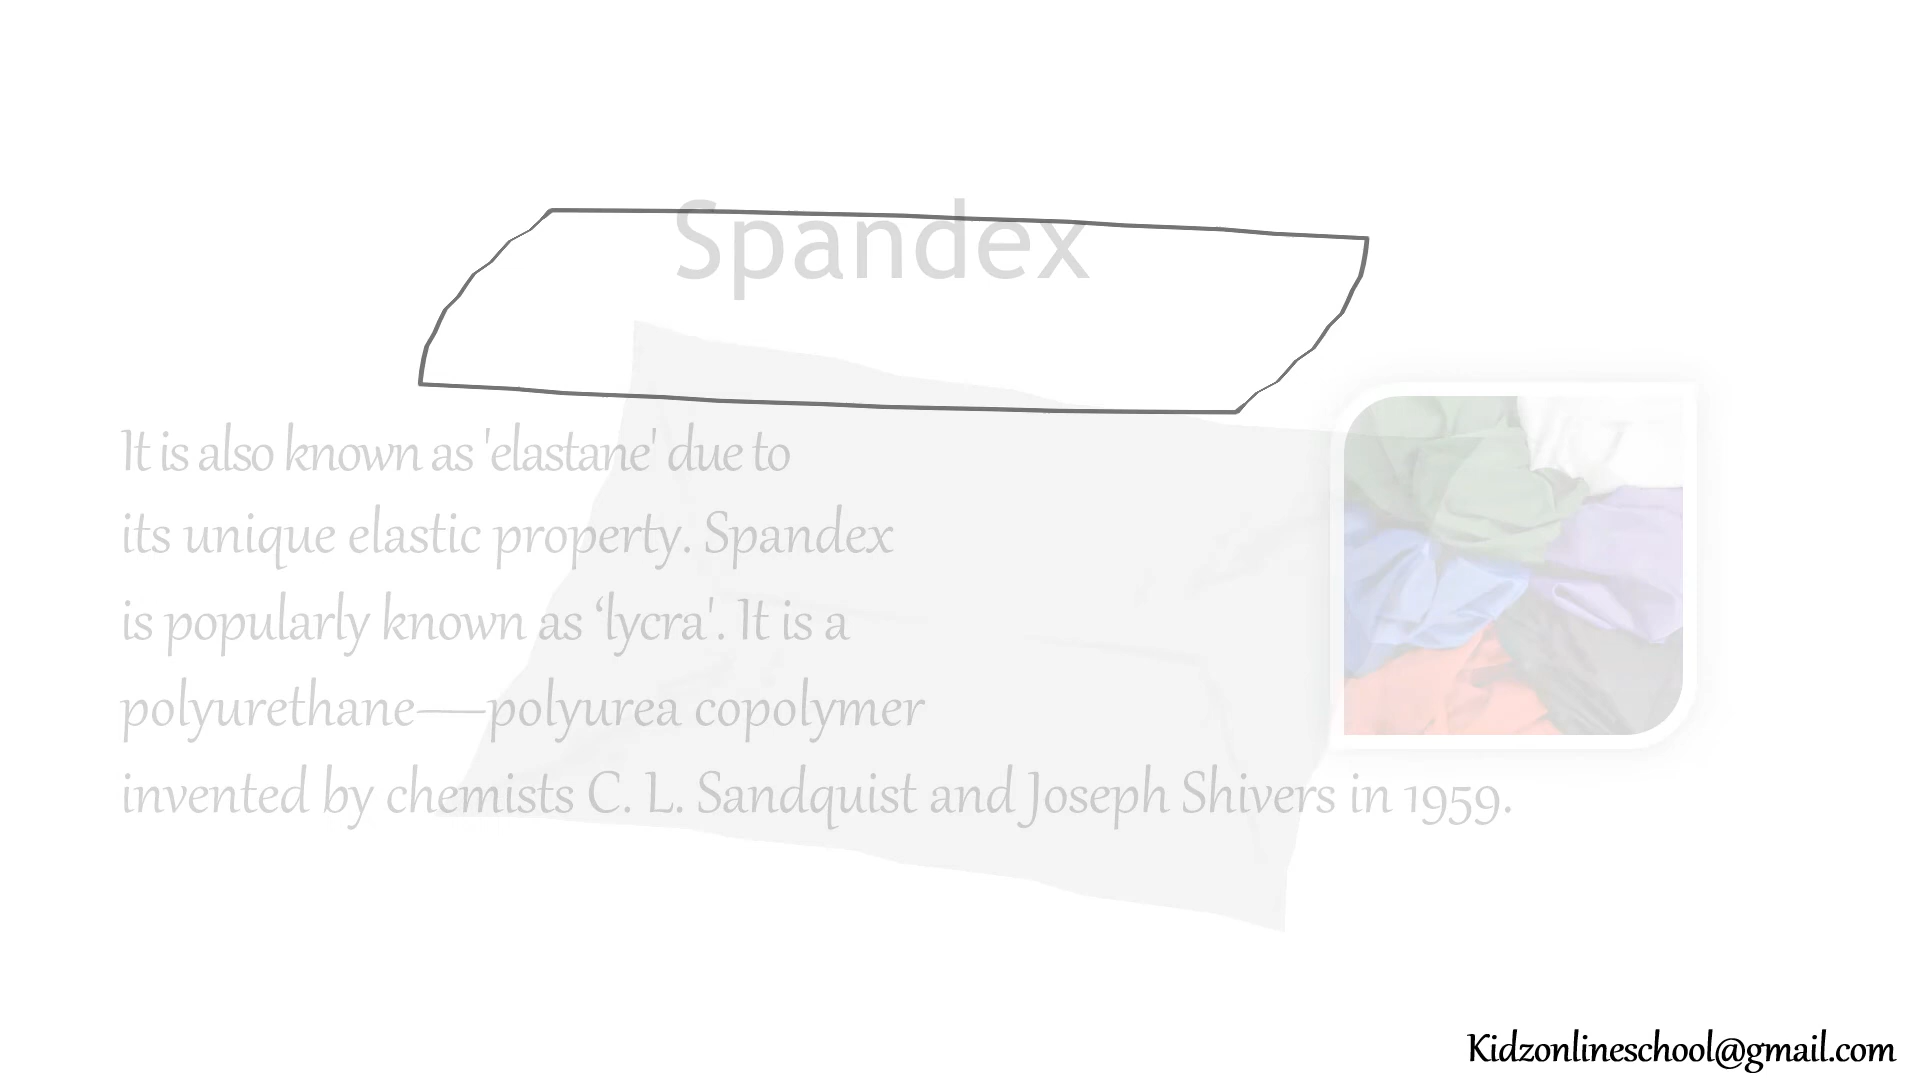 Spandex
It is also known as 'elastane' due to
its unique elastic property. Spandex
is popularly known as ‘lycra'. It is a
polyurethane—polyurea copolymer
invented by chemists C. L. Sandquist and Joseph Shivers in 1959.
Kidzonlineschool@gmail.com